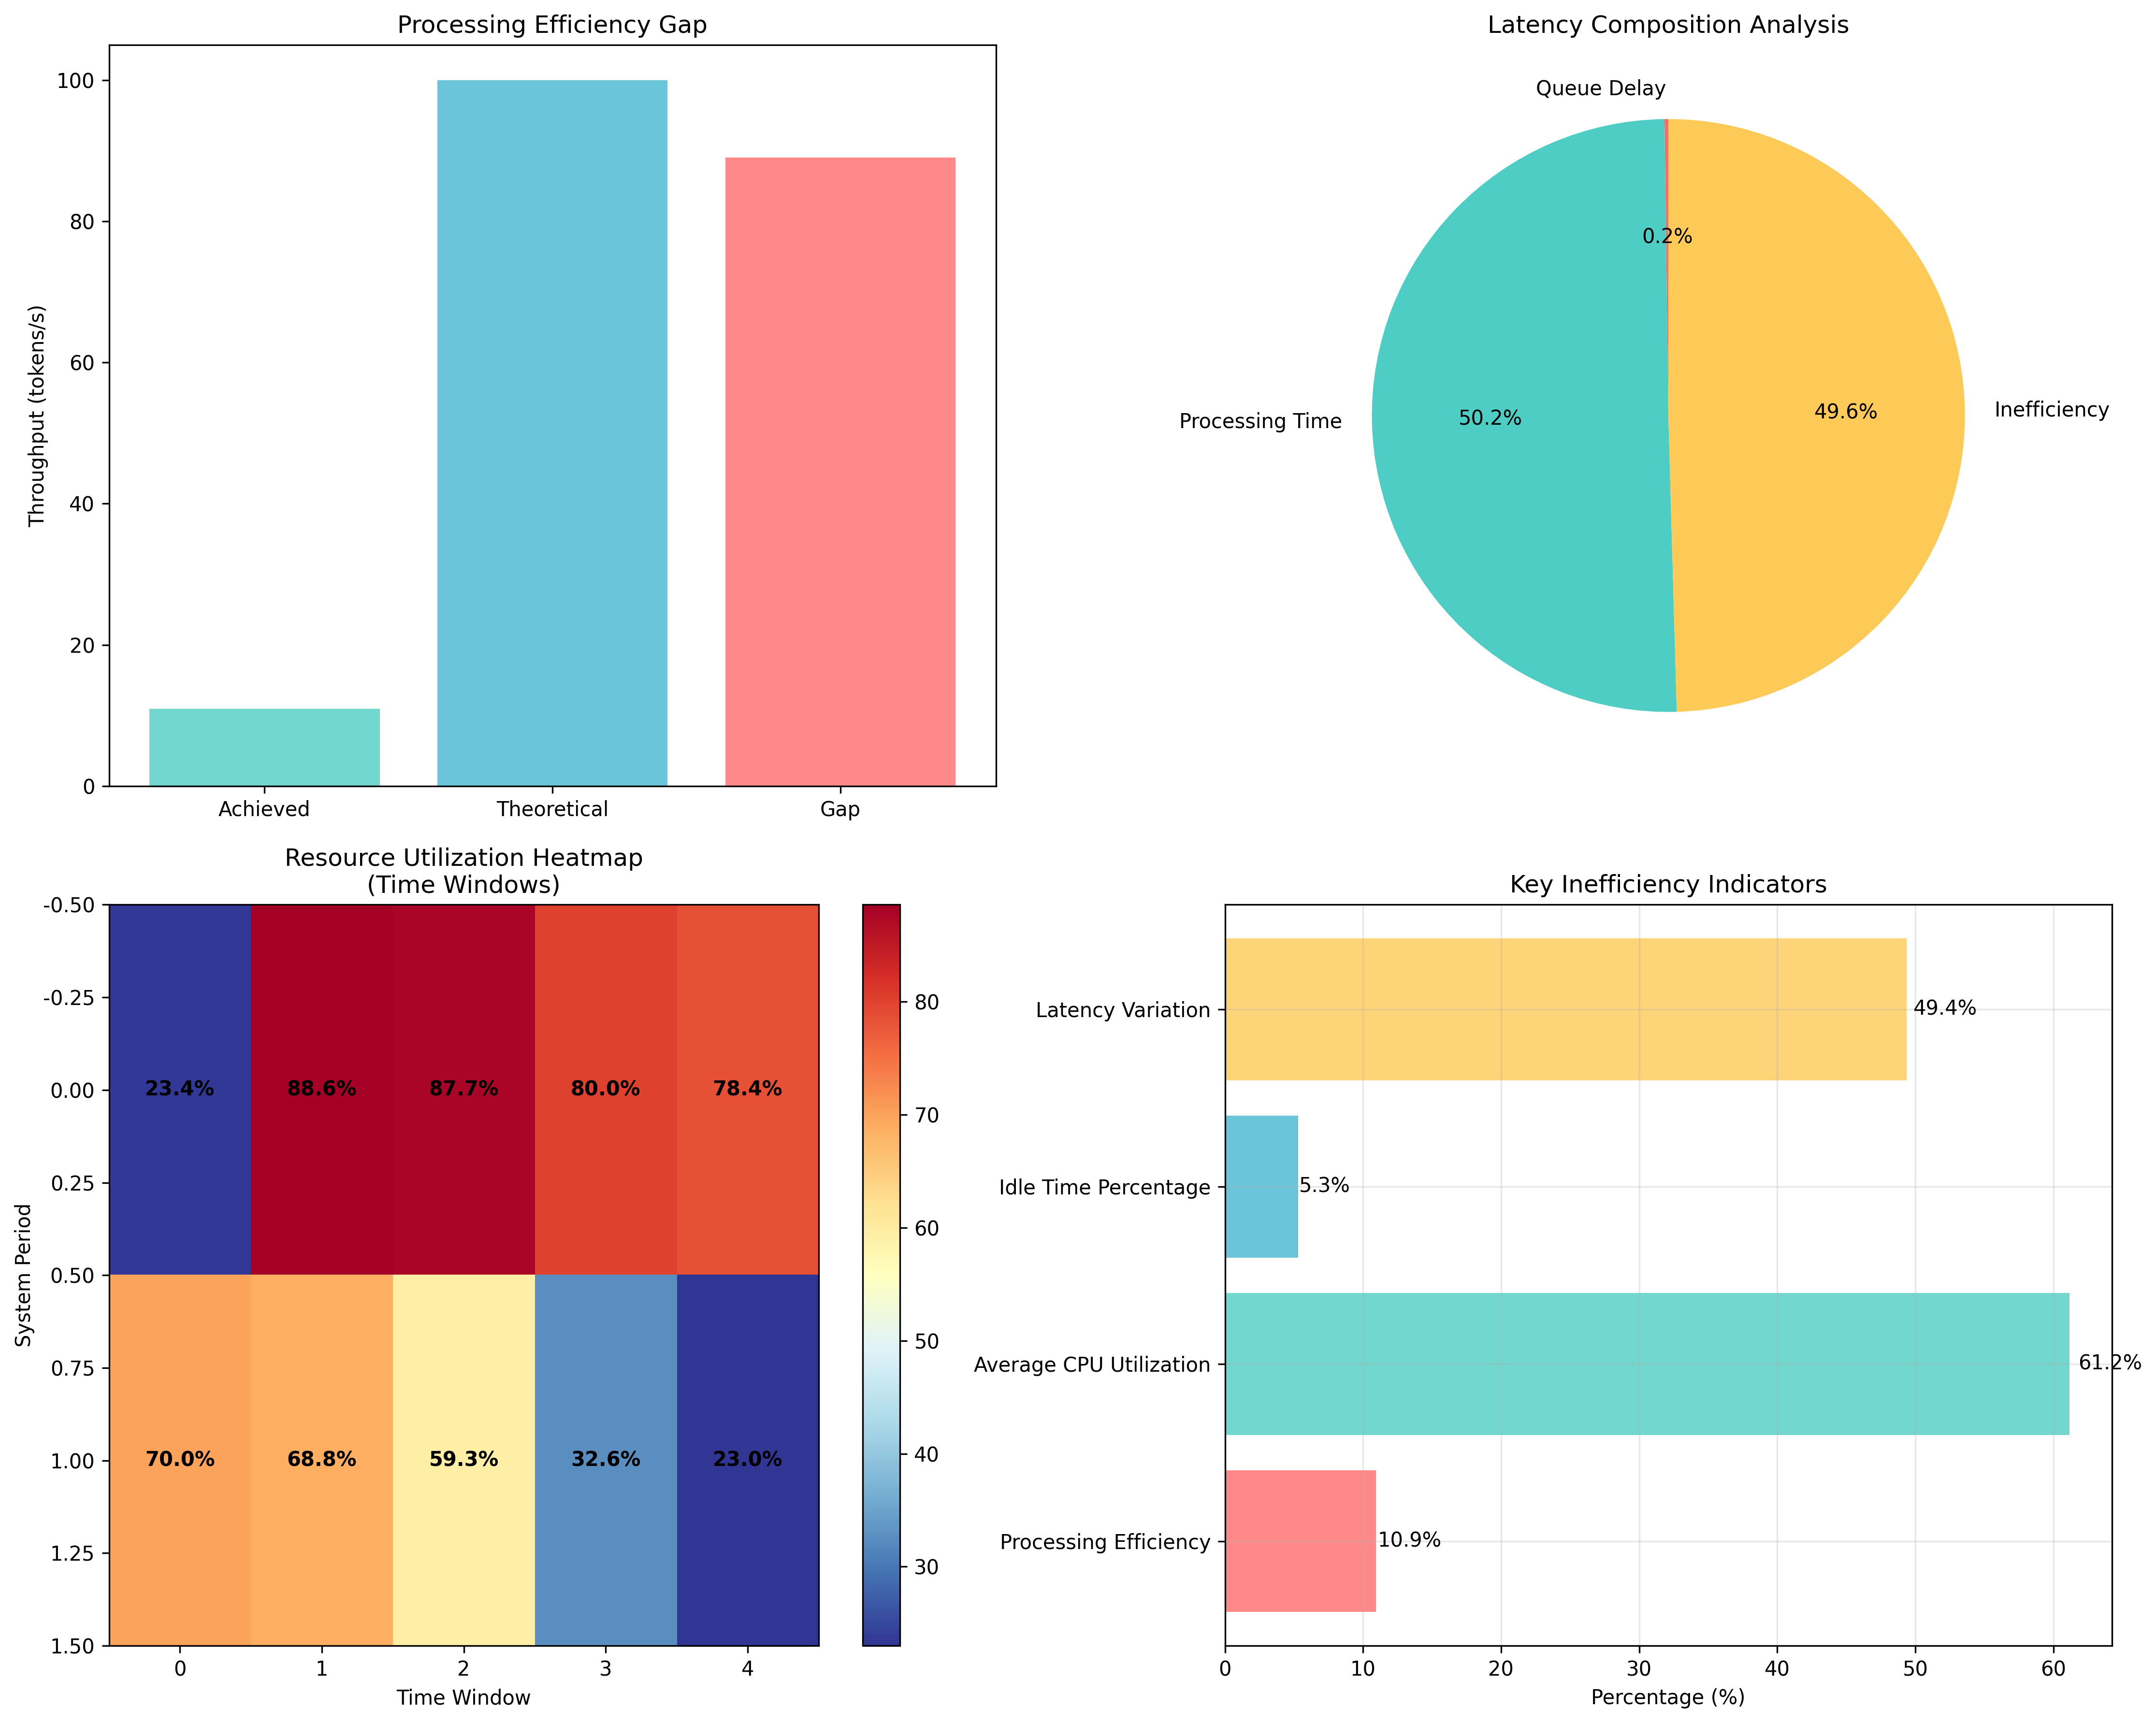 Processing Efficiency Gap
Throughput (tokens/s)
100
80
60
40
20
0
Achieved
Theoretical
Gap
Latency Composition Analysis
Queue Delay
0.2%
Processing Time
50.2%
49.6%
Inefficiency
Resource Utilization Heatmap
(Time Windows)
System Period
-0.50
-0.25
0.00
0.25
0.50
0.75
1.00
1.25
1.50
23.4%
88.6%
87.7%
80.0%
78.4%
70.0%
68.8%
59.3%
32.6%
23.0%
0
1
2
3
4
Time Window
80
70
60
50
40
30
Key Inefficiency Indicators
Latency Variation
49.4%
Idle Time Percentage
5.3%
Average CPU Utilization
61.2%
Processing Efficiency
10.9%
0
10
20
30
40
50
60
Percentage (%)